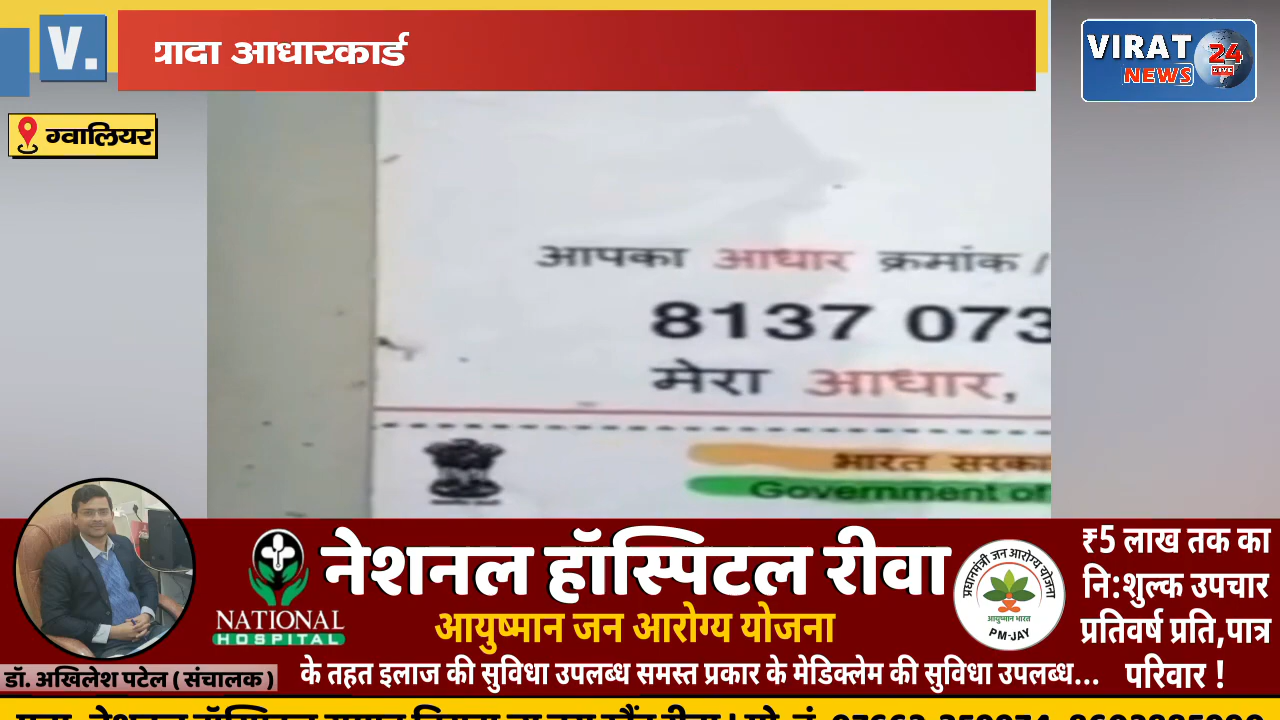 V.
यादा आधारकार्ड
VIRAT
NEWS
24
LIVE
ग्वालियर
आपका आधार क्रमांक /
8137 073
मेरा आधार,
भारत सरका
Government of
नेशनल हॉस्पिटल रीवा
NATIONAL
HOSPITAL
आयुष्मान जन आरोग्य योजना
प्रधानमंत्री जन आरोग्य योजना
आयुष्मान भारत
PM-JAY
₹5 लाख तक का
नि:शुल्क उपचार
प्रतिवर्ष प्रति,पात्र
परिवार !
डॉ. अखिलेश पटेल ( संचालक )
के तहत इलाज की सुविधा उपलब्ध समस्त प्रकार के मेडिक्लेम की सुविधा उपलब्ध...